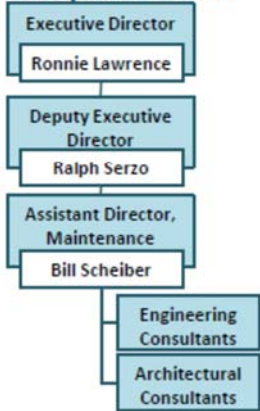 Executive Director
Ronnie Lawrence
Deputy Executive
Director
Ralph Serzo
Assistant Director,
Maintenance
Bill Scheiber
Engineering
Consultants
Architectural
Consultants